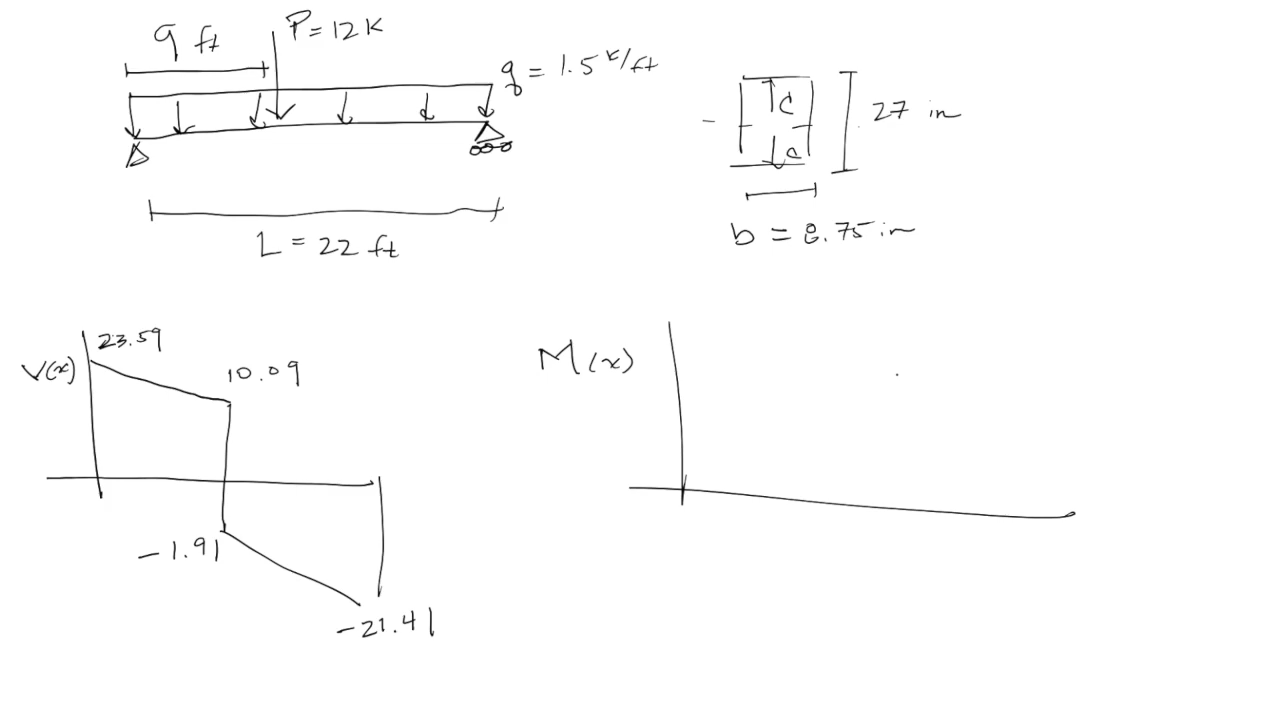 9 ft
P = 12 K
q = 1.5 K/ft
L = 22 ft
C
C
27 in
b = 8.75 in
V(x)
23.59
10.09
-1.91
-21.41
M(x)